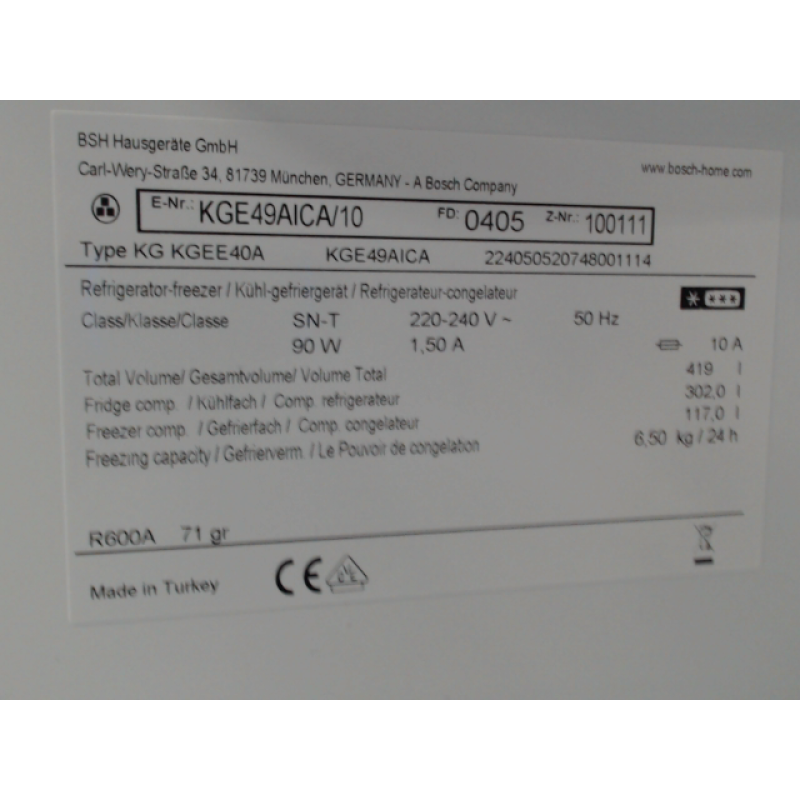 BSH Hausgeräte GmbH
Carl-Wery-Straße 34, 81739 München, GERMANY - A Bosch Company
www.bosch-home.com
E-Nr.: KGE49AICA/10 FD: 0405 Z-Nr.: 100111
Type KG KGEE40A KGE49AICA 224050520748001114
Refrigerator-freezer / Kühl-gefriergerät / Refrigerateur-congelateur
Class/Klasse/Classe SN-T 220-240 V ~ 50 Hz
90 W 1,50 A 10 A
Total Volume/ Gesamtvolume/ Volume Total 419 l
Fridge comp. / Kühlfach / Comp. refrigerateur 302,0 l
Freezer comp. / Gefrierfach / Comp. congelateur 117,0 l
Freezing capacity / Gefrierverm. / Le Pouvoir de congelation 6,50 kg / 24 h
R600A 71 gr
Made in Turkey CE